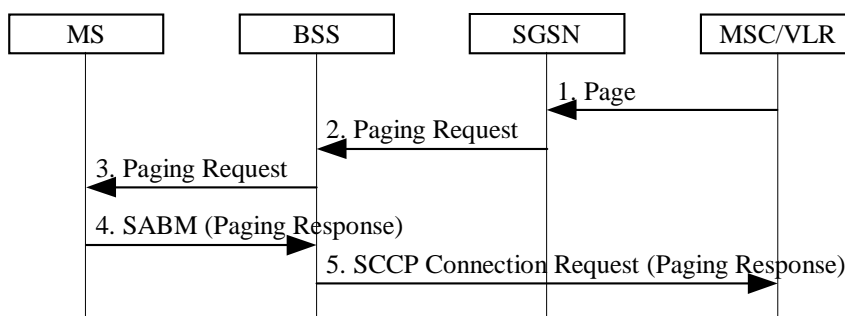 MS BSS SGSN MSC/VLR
1. Page
2. Paging Request
3. Paging Request
4. SABM (Paging Response)
5. SCCP Connection Request (Paging Response)